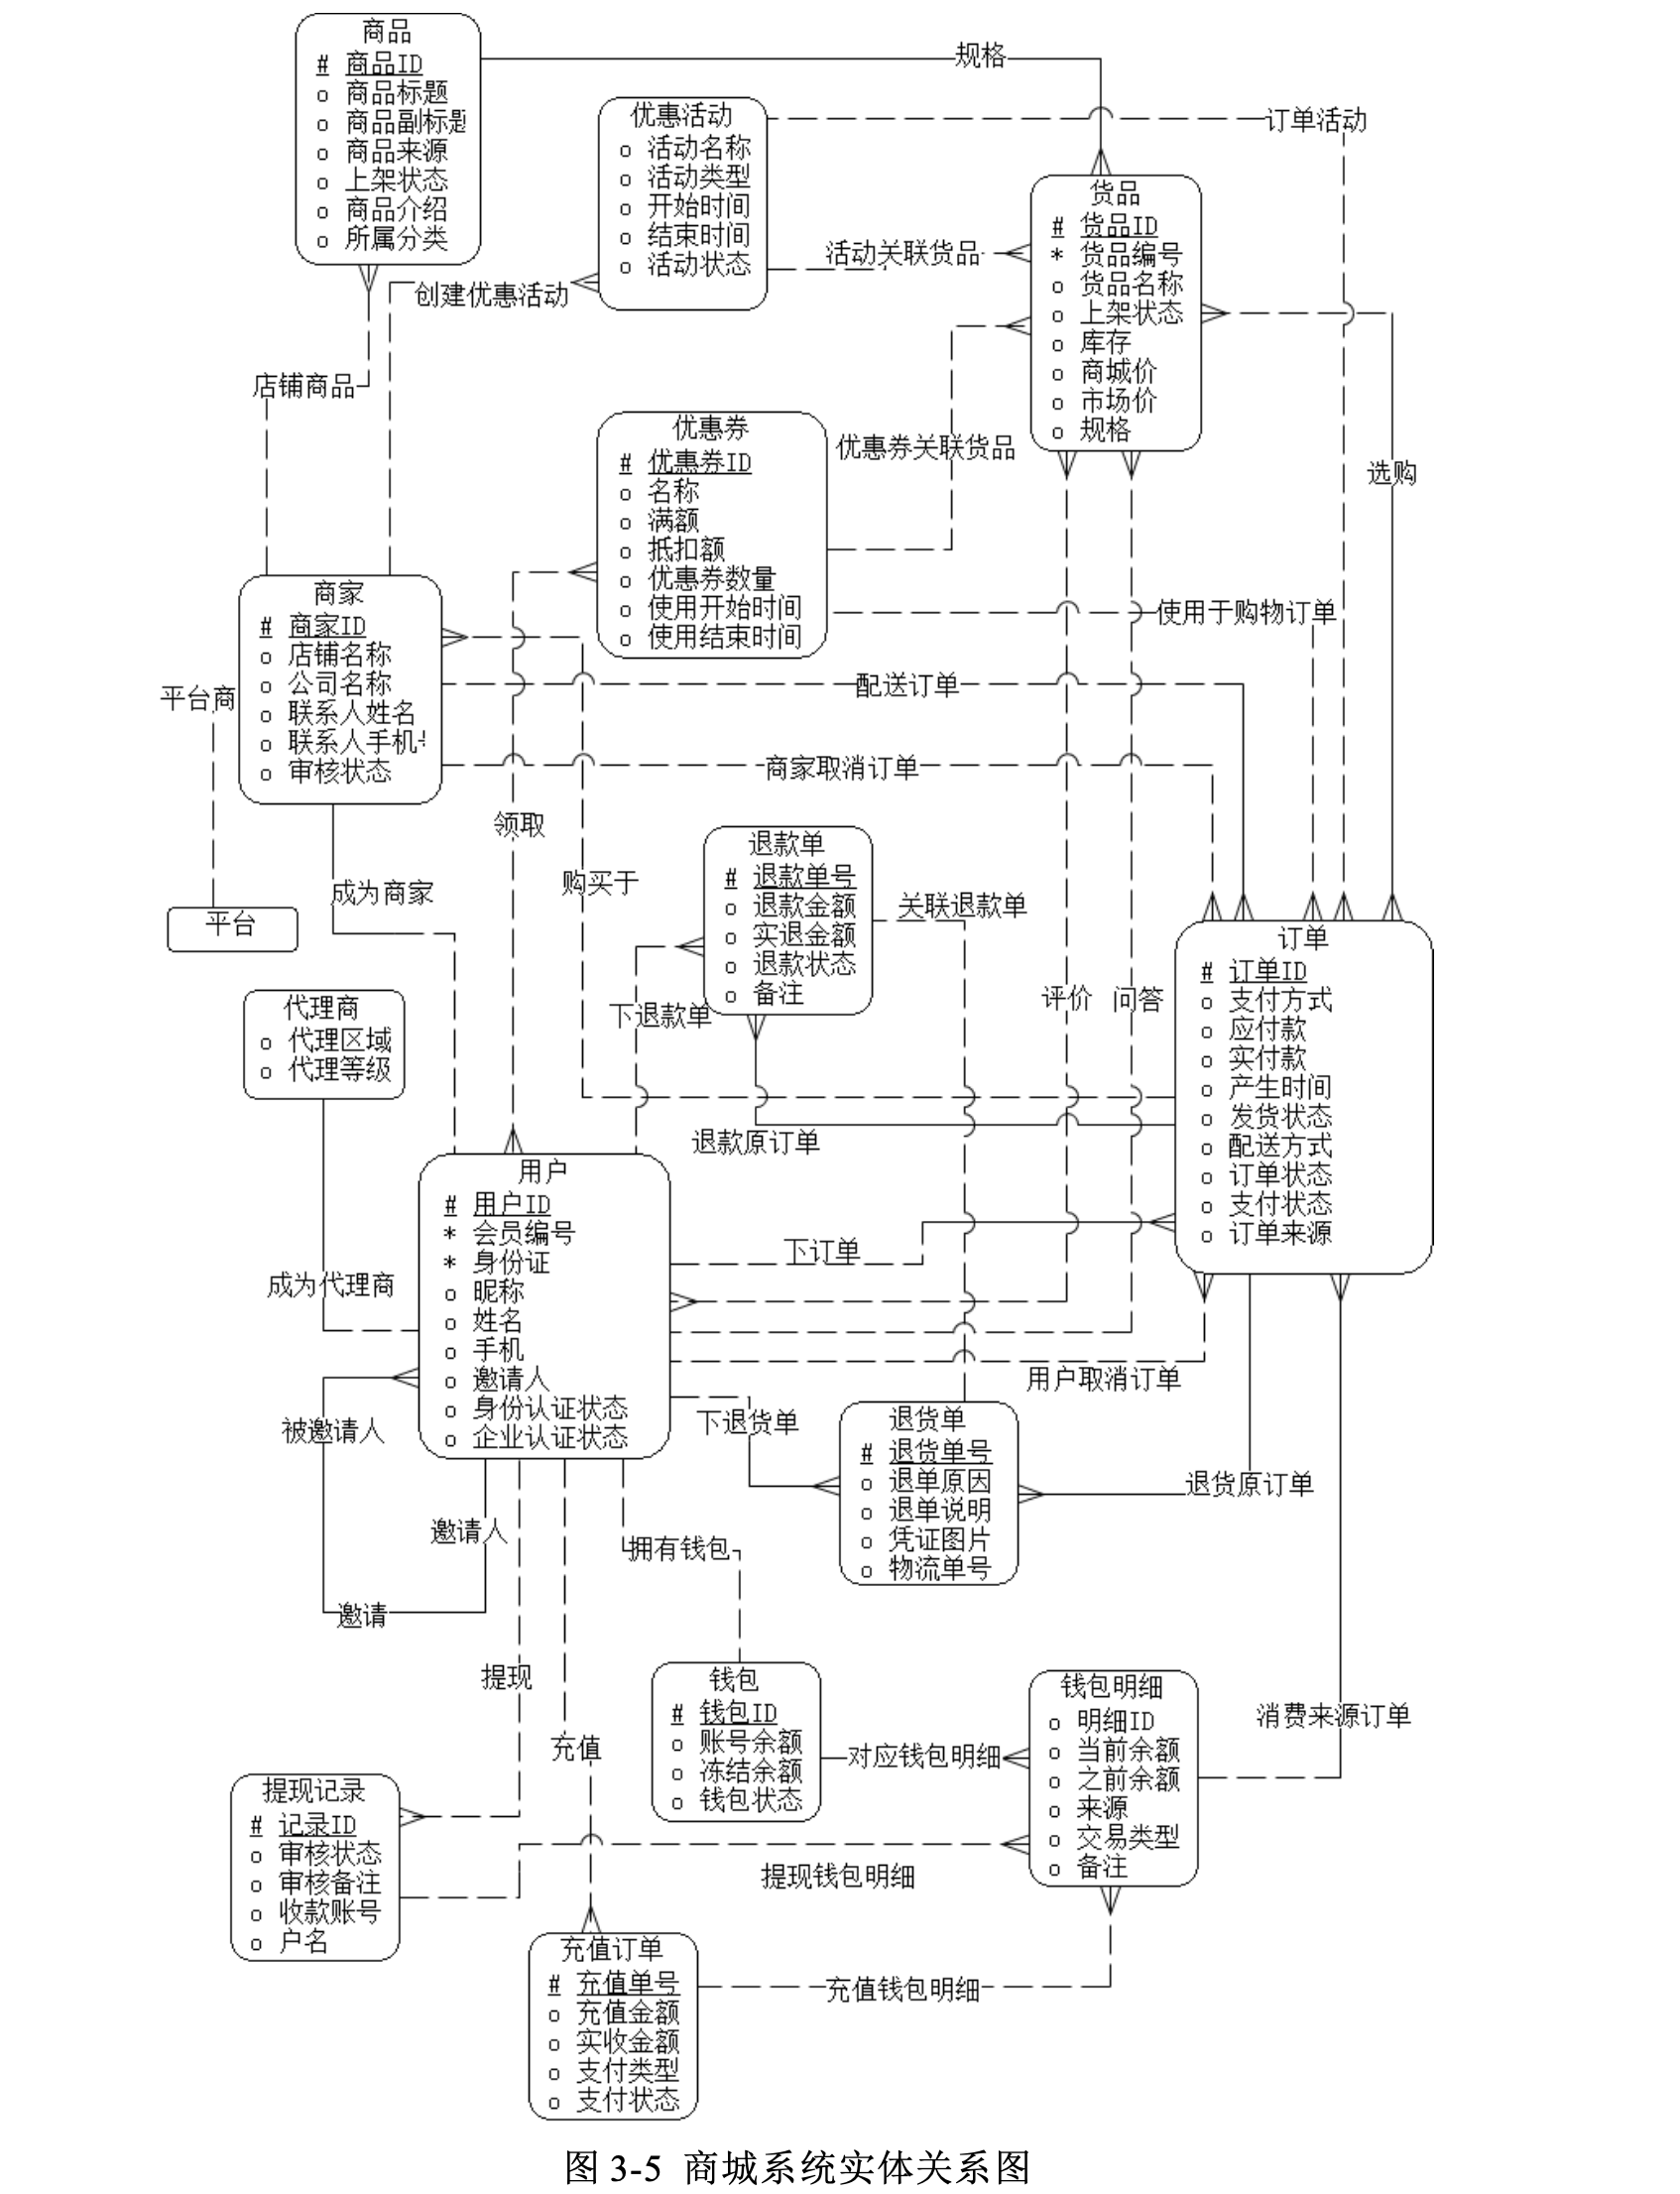 商品
# 商品ID
o 商品标题
o 商品副标题
o 商品来源
o 上架状态
o 商品介绍
o 所属分类
规格
优惠活动
o 活动名称
o 活动类型
o 开始时间
o 结束时间
o 活动状态
订单活动
货品
# 货品ID
* 货品编号
o 货品名称
o 上架状态
o 库存
o 商城价
o 市场价
o 规格
活动关联货品
创建优惠活动
店铺商品
优惠券
# 优惠券ID
o 名称
o 满额
o 抵扣额
o 优惠券数量
o 使用开始时间
o 使用结束时间
优惠券关联货品
选购
使用于购物订单
商家
# 商家ID
o 店铺名称
o 公司名称
o 联系人姓名
o 联系人手机
o 审核状态
平台商
配送订单
商家取消订单
领取
购买于
成为商家
平台
退款单
# 退款单号
o 退款金额
o 实退金额
o 退款状态
o 备注
关联退款单
下退款单
评价
问答
订单
# 订单ID
o 支付方式
o 应付款
o 实付款
o 产生时间
o 发货状态
o 配送方式
o 订单状态
o 支付状态
o 订单来源
代理商
o 代理区域
o 代理等级
退款原订单
用户
# 用户ID
* 会员编号
* 身份证
o 昵称
o 姓名
o 手机
o 邀请人
o 身份认证状态
o 企业认证状态
下订单
成为代理商
用户取消订单
被邀请人
下退货单
退货单
# 退货单号
o 退单原因
o 退单说明
o 凭证图片
o 物流单号
退货原订单
邀请人
拥有钱包
邀请
提现
充值
钱包
# 钱包ID
o 账号余额
o 冻结余额
o 钱包状态
对应钱包明细
钱包明细
o 明细ID
o 当前余额
o 之前余额
o 来源
o 交易类型
o 备注
消费来源订单
提现记录
# 记录ID
o 审核状态
o 审核备注
o 收款账号
o 户名
提现钱包明细
充值订单
# 充值单号
o 充值金额
o 实收金额
o 支付类型
o 支付状态
充值钱包明细
图 3-5 商城系统实体关系图